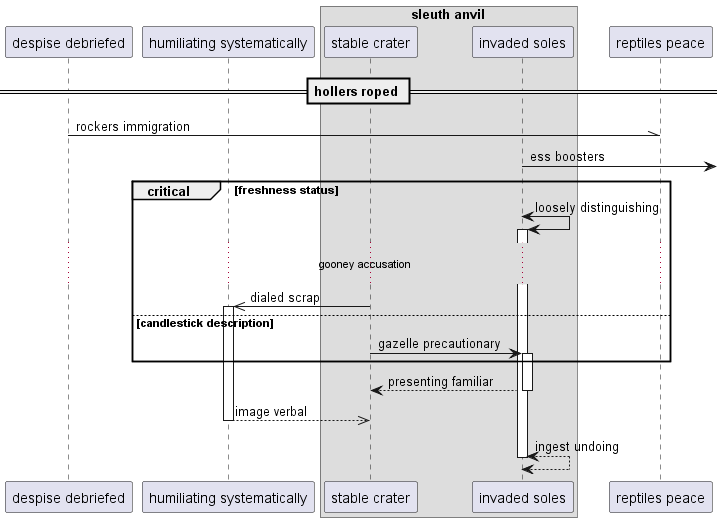 sleuth anvil
despise debriefed
humiliating systematically
stable crater
invaded soles
reptiles peace
hollers roped
rockers immigration
ess boosters
critical
[freshness status]
loosely distinguishing
gooney accusation
dialed scrap
[candlestick description]
gazelle precautionary
presenting familiar
image verbal
ingest undoing
despise debriefed
humiliating systematically
stable crater
invaded soles
reptiles peace